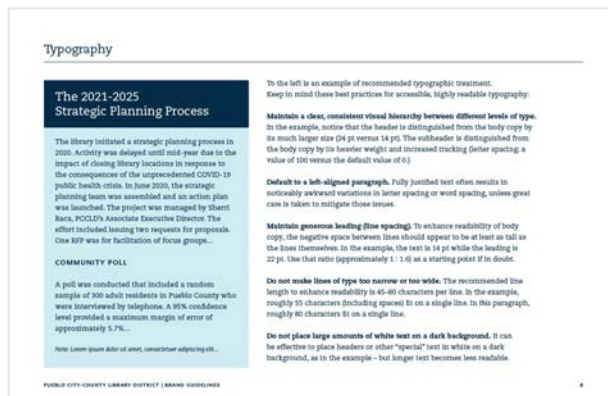 Typography
The 2021-2025
Strategic Planning Process
The library initiated a strategic planning process in
2020. Activity was delayed until mid-year due to the
impact of closing library locations in response to
the consequences of the unprecedented COVID-19
public health crisis. In June 2020, the strategic
planning team was assembled and an action plan
was launched. The project was managed by Sherri
Baca, PCCLD's Associate Executive Director. The
effort included issuing two requests for proposals.
One RFP was for facilitation of focus groups...
COMMUNITY POLL
A poll was conducted that included a random
sample of 300 adult residents in Pueblo County who
were interviewed by telephone. A 95% confidence
level provided a maximum margin of error of
approximately 5.7%...
Note: Lorem ipsum dolor sit amet, consectetuer adipiscing elit...
To the left is an example of recommended typographic treatment.
Keep in mind these best practices for accessible, highly readable typography:
Maintain a clear, consistent visual hierarchy between different levels of type.
In the example, notice that the header is distinguished from the body copy by
its much larger size (24 pt versus 14 pt). The subheader is distinguished from
the body copy by its heavier weight and increased tracking (letter spacing; a
value of 100 versus the default value of 0.)
Default to a left-aligned paragraph. Fully justified text often results in
noticeably awkward variations in letter spacing or word spacing, unless great
care is taken to mitigate those issues.
Maintain generous leading (line spacing). To enhance readability of body
copy, the negative space between lines should appear to be at least as tall as
the lines themselves. In the example, the text is 14 pt while the leading is
22 pt. Use that ratio (approximately 1 : 1.6) as a starting point if in doubt.
Do not make lines of type too narrow or too wide. The recommended line
length to enhance readability is 45–80 characters per line. In the example,
roughly 55 characters (including spaces) fit on a single line. In this paragraph,
roughly 80 characters fit on a single line.
Do not place large amounts of white text on a dark background. It can
be effective to place headers or other "special" text in white on a dark
background, as in the example – but longer text becomes less readable.
PUEBLO CITY-COUNTY LIBRARY DISTRICT | BRAND GUIDELINES